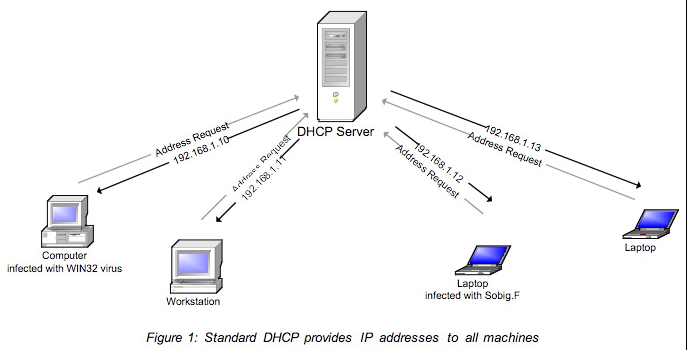 DHCP Server
Address Request
192.168.1.10
Address Request
192.168.1.11
192.168.1.12
Address Request
192.168.1.13
Address Request
Computer
infected with WIN32 virus
Workstation
Laptop
infected with Sobig.F
Laptop
Figure 1: Standard DHCP provides IP addresses to all machines